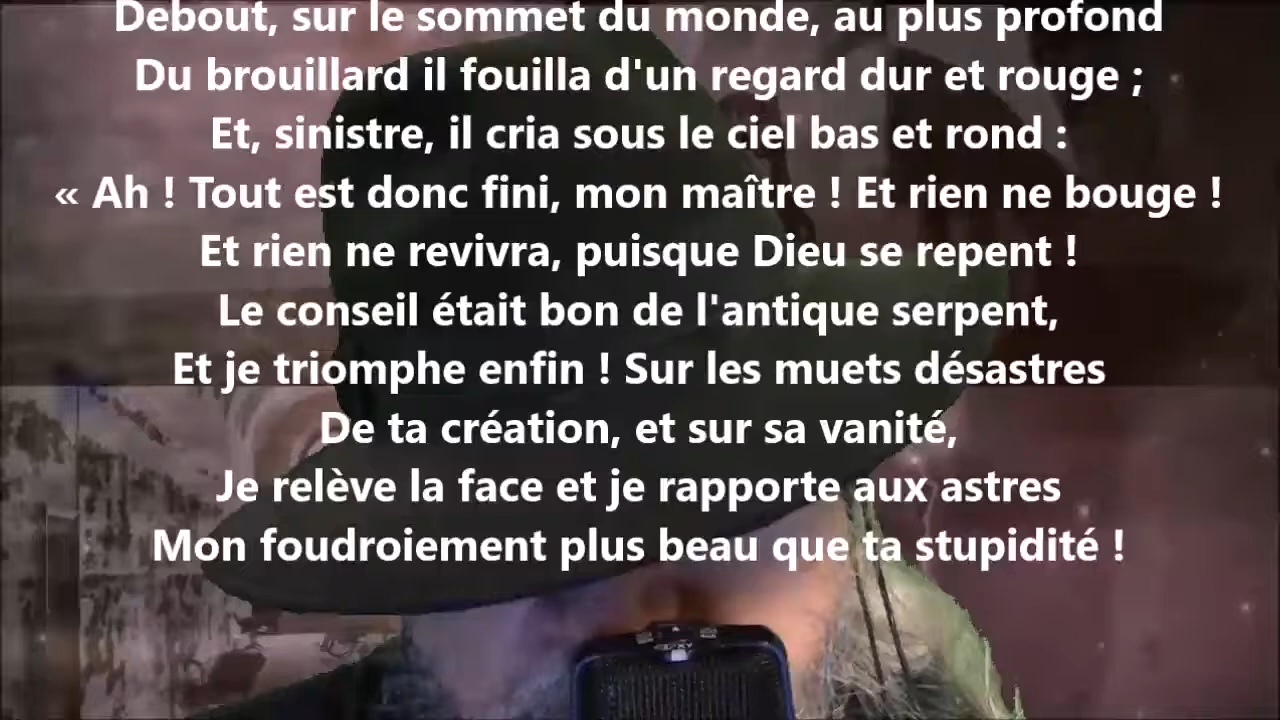 Debout, sur le sommet du monde, au plus profond
Du brouillard il fouilla d'un regard dur et rouge ;
Et, sinistre, il cria sous le ciel bas et rond :
« Ah ! Tout est donc fini, mon maître ! Et rien ne bouge !
Et rien ne revivra, puisque Dieu se repent !
Le conseil était bon de l'antique serpent,
Et je triomphe enfin ! Sur les muets désastres
De ta création, et sur sa vanité,
Je relève la face et je rapporte aux astres
Mon foudroiement plus beau que ta stupidité !